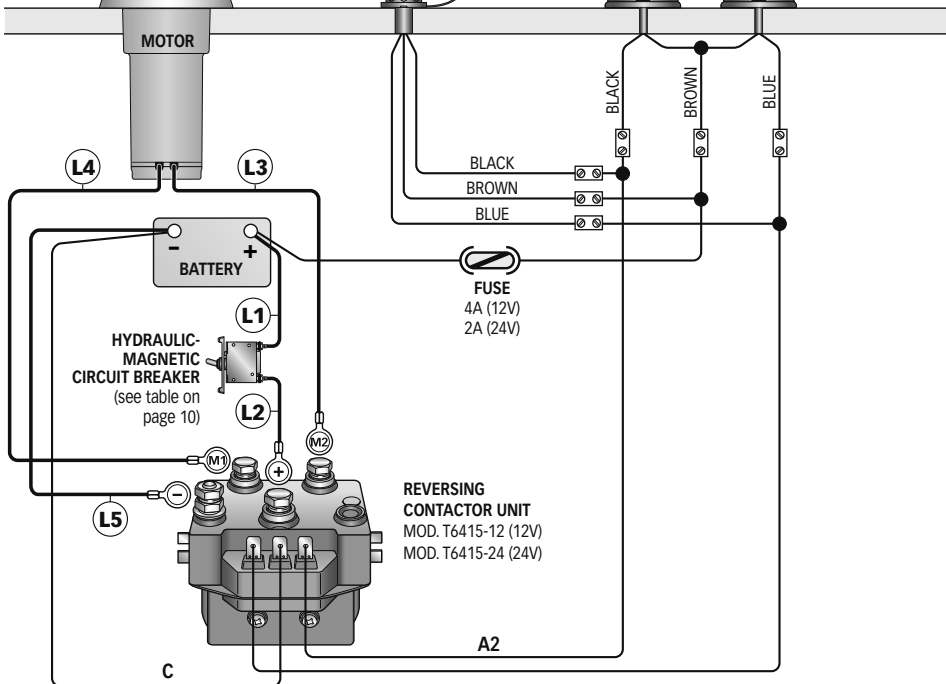 MOTOR
BLACK
BROWN
BLUE
L4
L3
BLACK
BROWN
BLUE
-
+
BATTERY
FUSE
4A (12V)
2A (24V)
L1
HYDRAULIC-
MAGNETIC
CIRCUIT BREAKER
(see table on
page 10)
L2
M2
M1
+
-
L5
REVERSING
CONTACTOR UNIT
MOD. T6415-12 (12V)
MOD. T6415-24 (24V)
A2
C